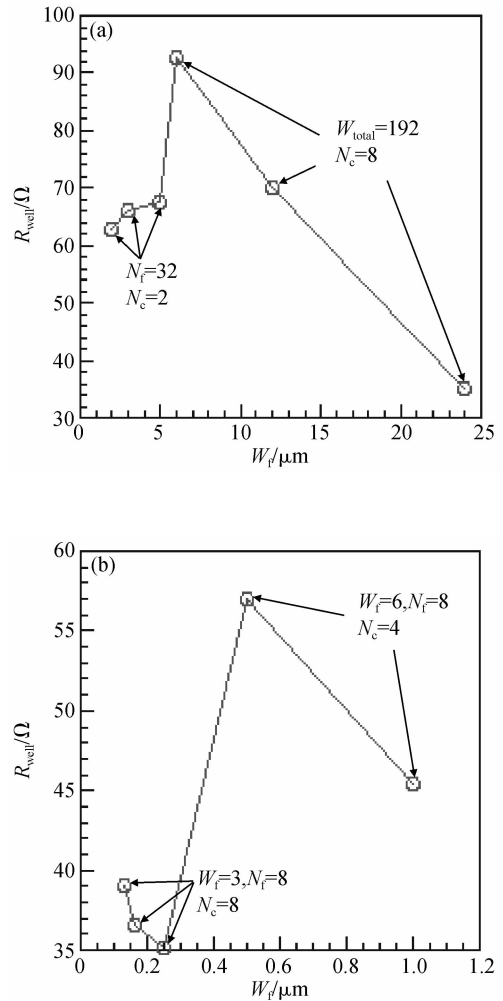 (a)
100
90
80
70
60
50
40
30
R_well/Ω
W_total=192
N_c=8
N_f=32
N_c=2
0
5
10
15
20
25
W_f/μm
(b)
60
55
50
45
40
35
R_well/Ω
W_f=6,N_f=8
N_c=4
W_f=3,N_f=8
N_c=8
0
0.2
0.4
0.6
0.8
1.0
1.2
W_f/μm